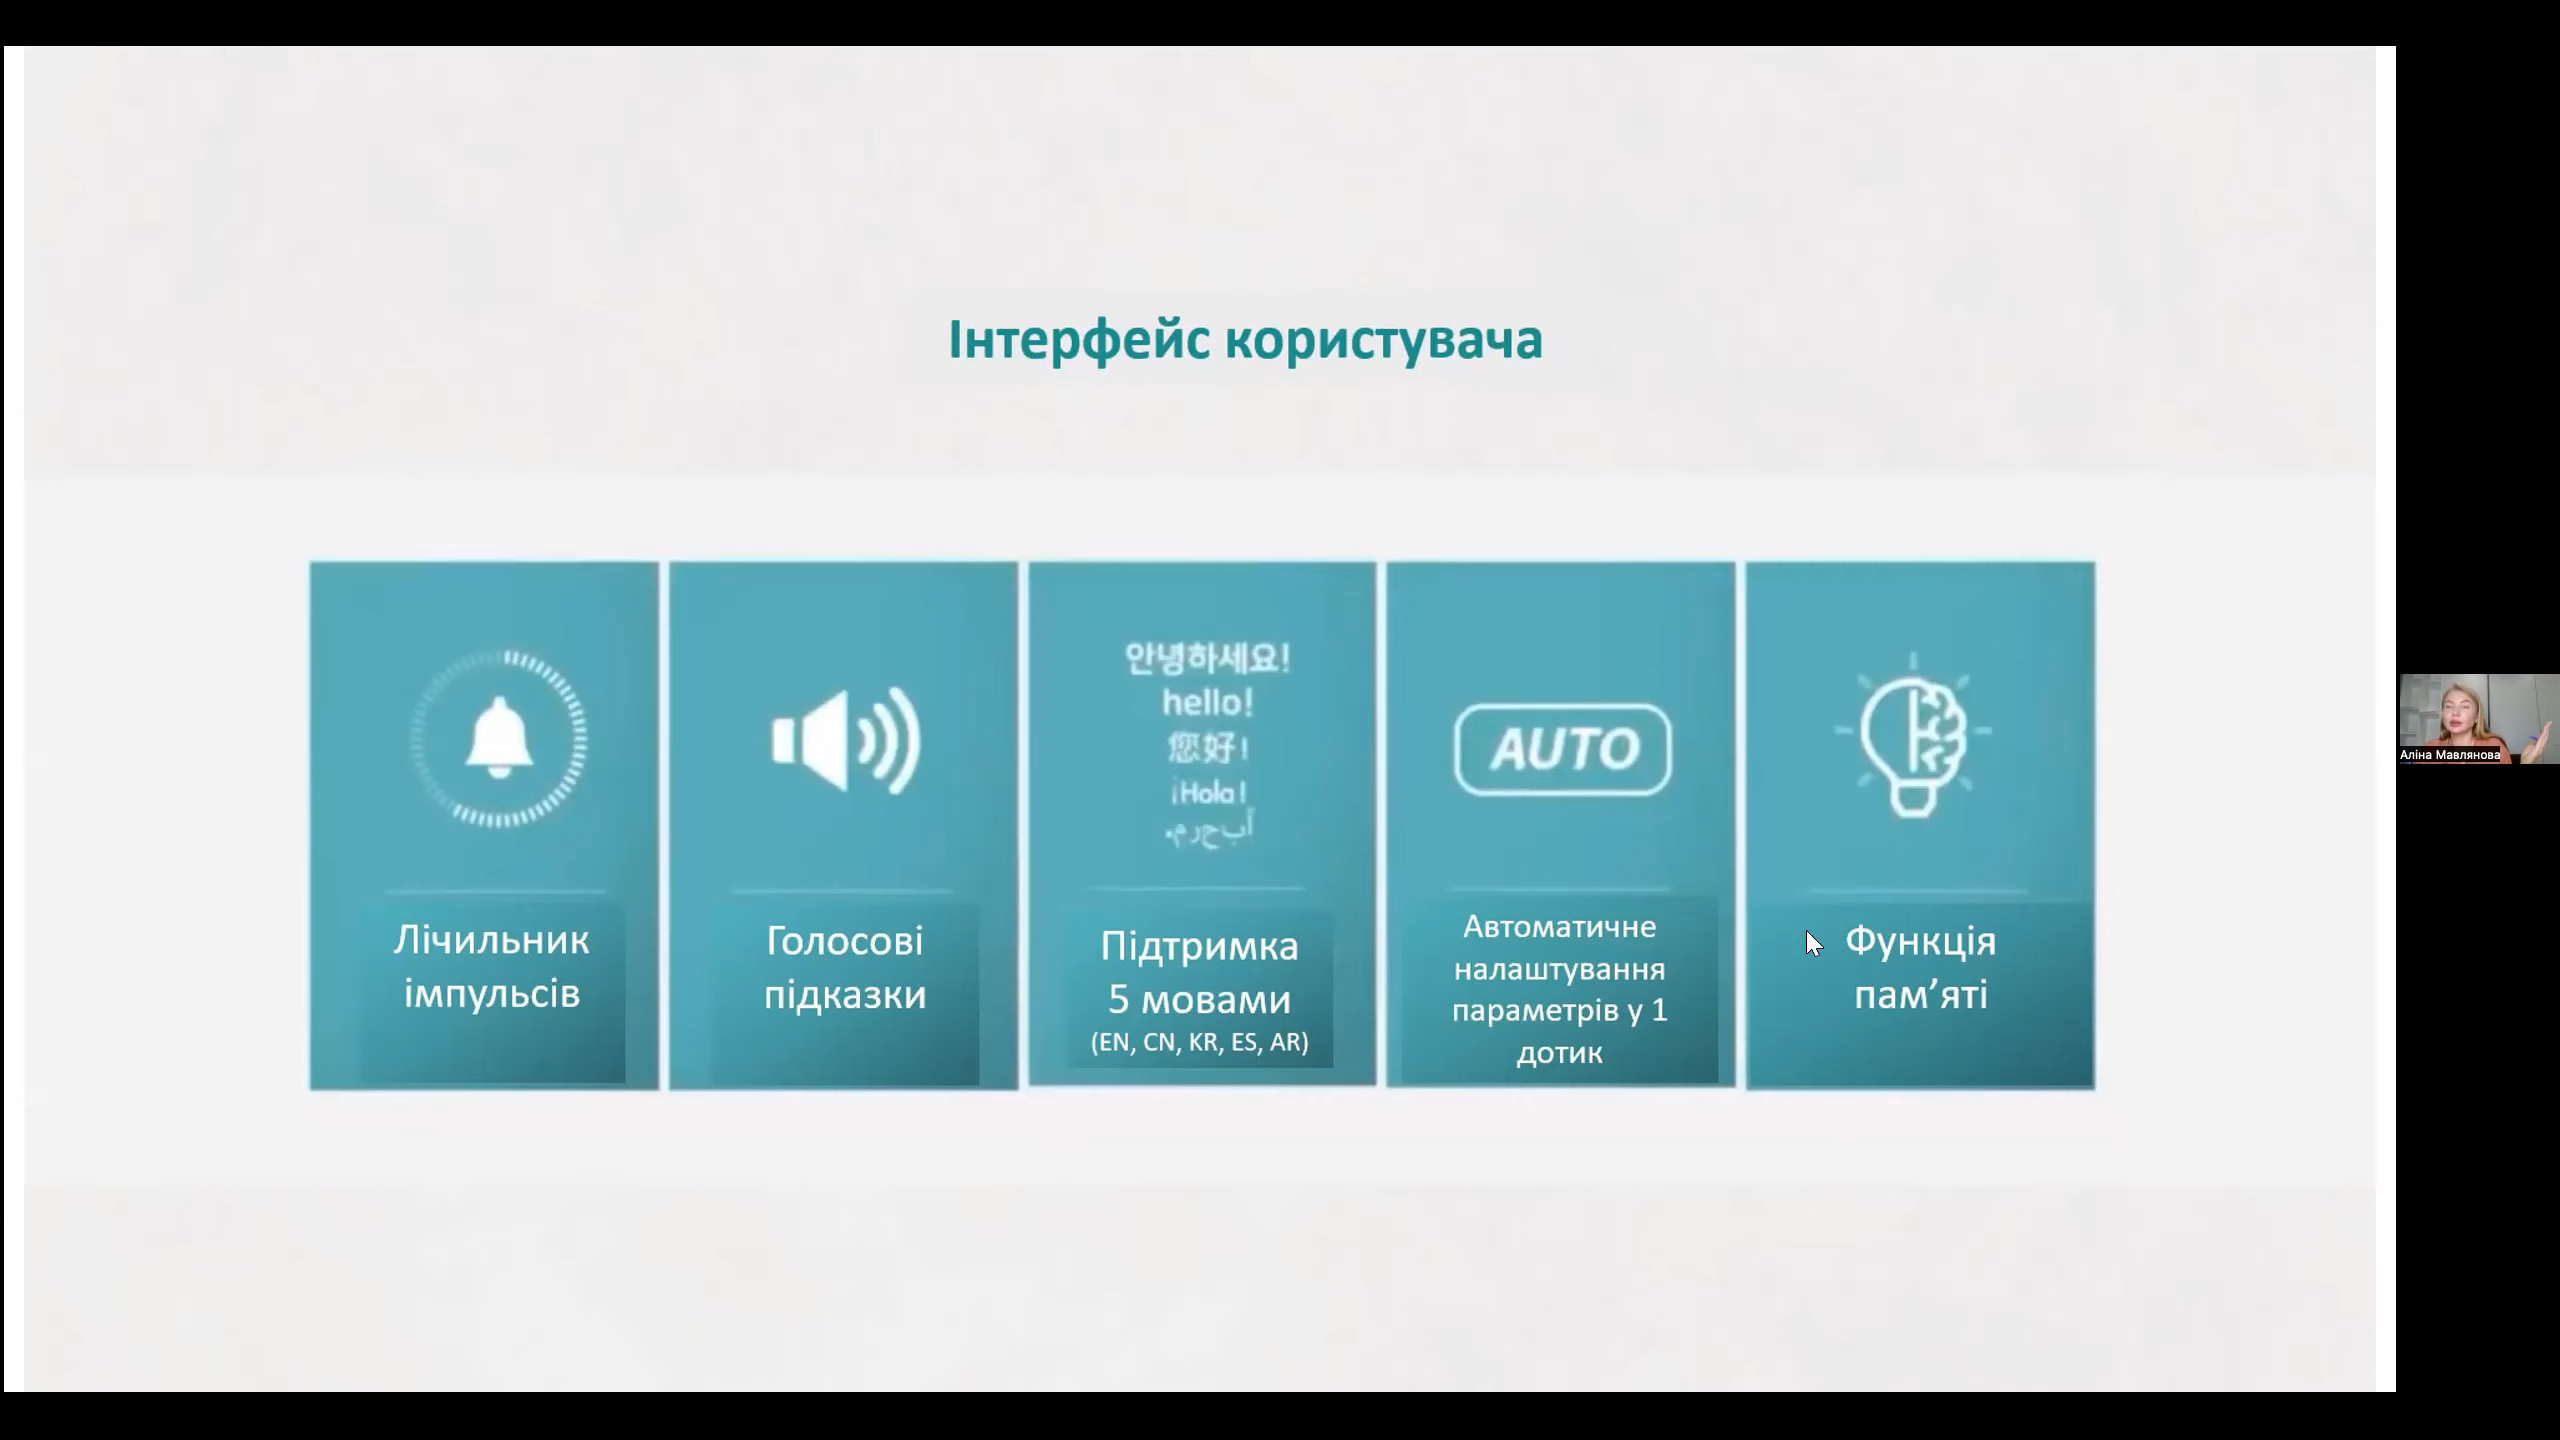 Інтерфейс користувача
Лічильник
імпульсів
Голосові
підказки
안녕하세요!
hello!
您好!
¡Hola!
Підтримка
5 мовами
(EN, CN, KR, ES, AR)
AUTO
Автоматичне
налаштування
параметрів у 1
дотик
Функція
пам’яті
Аліна Мавлянова